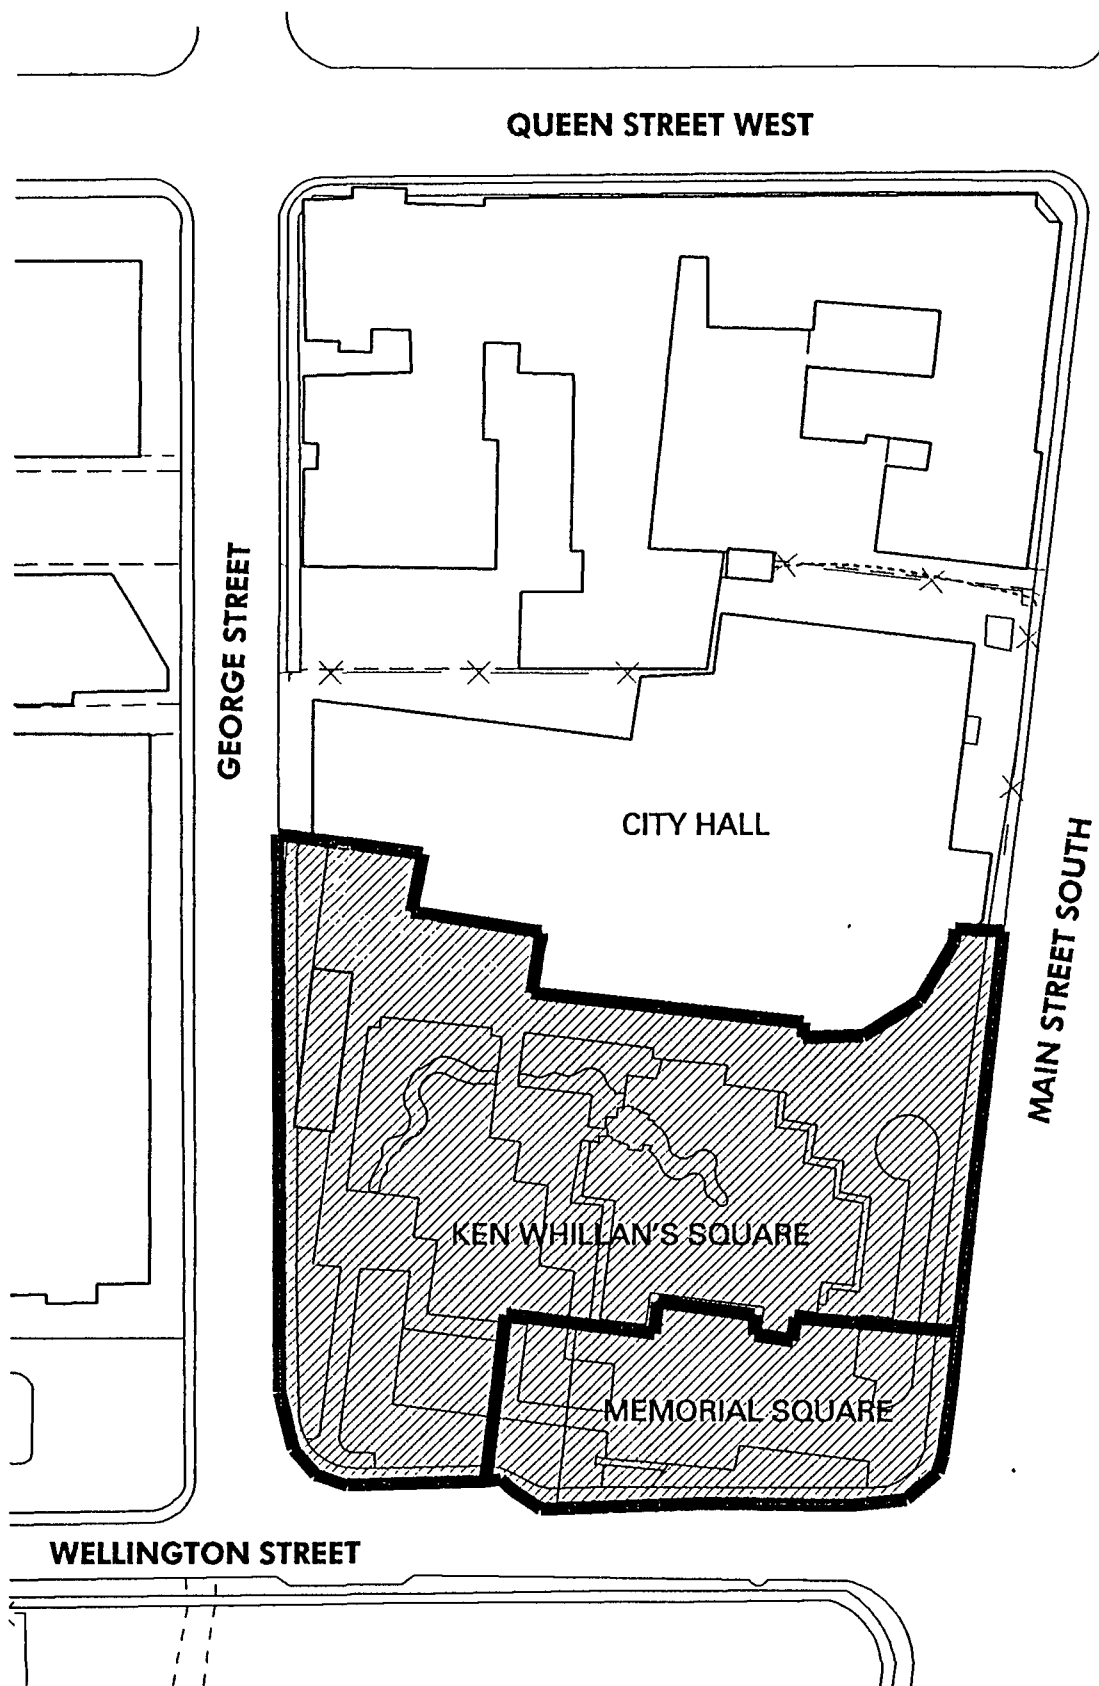 QUEEN STREET WEST
GEORGE STREET
CITY HALL
MAIN STREET SOUTH
KEN WHILLAN'S SQUARE
MEMORIAL SQUARE
WELLINGTON STREET